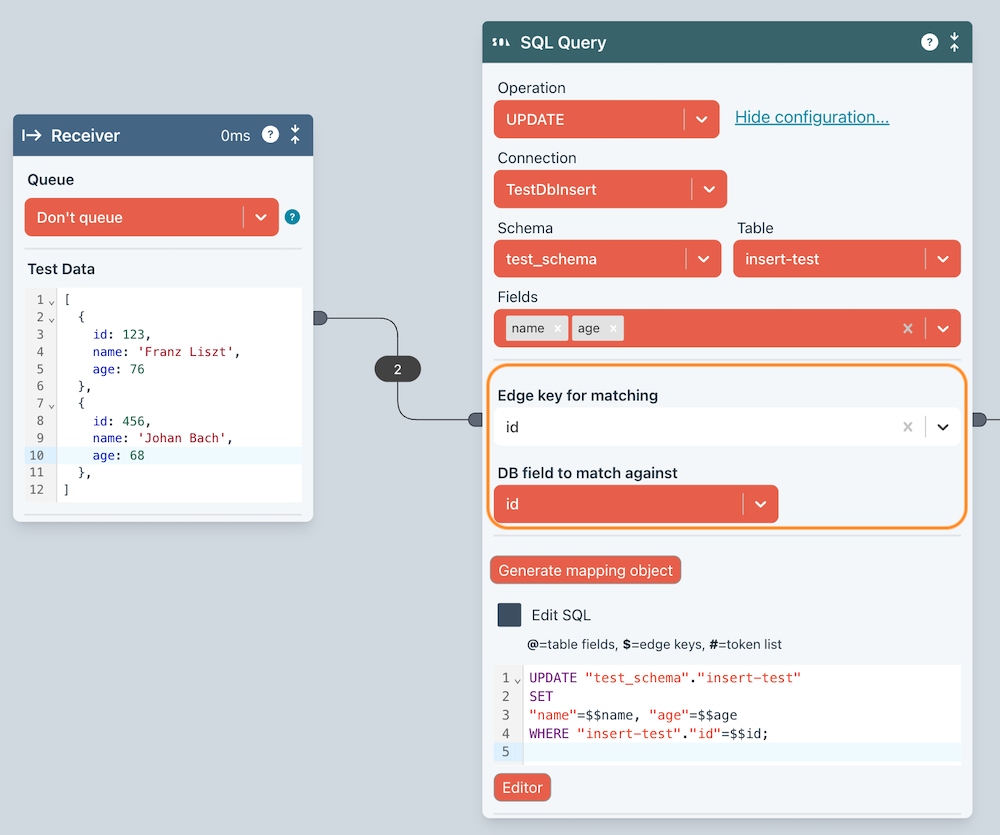 Receiver 0ms ?
Queue
Don't queue ?
Test Data
1 [
2 {
3 id: 123,
4 name: 'Franz Liszt',
5 age: 76
6 },
7 {
8 id: 456,
9 name: 'Johan Bach',
10 age: 68
11 },
12 ]
2
SQL SQL Query ?
Operation
UPDATE Hide configuration...
Connection
TestDbInsert
Schema Table
test_schema insert-test
Fields
name × age ×
Edge key for matching
id
DB field to match against
id
Generate mapping object
Edit SQL
@=table fields, $=edge keys, #=token list
1 UPDATE "test_schema"."insert-test"
2 SET
3 "name"=$$name, "age"=$$age
4 WHERE "insert-test"."id"=$$id;
5
Editor